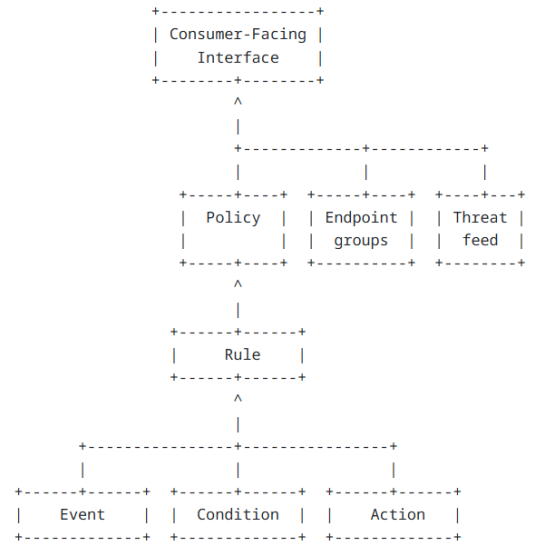 Consumer-Facing
Interface
Policy
Endpoint
groups
Threat
feed
Rule
Event
Condition
Action